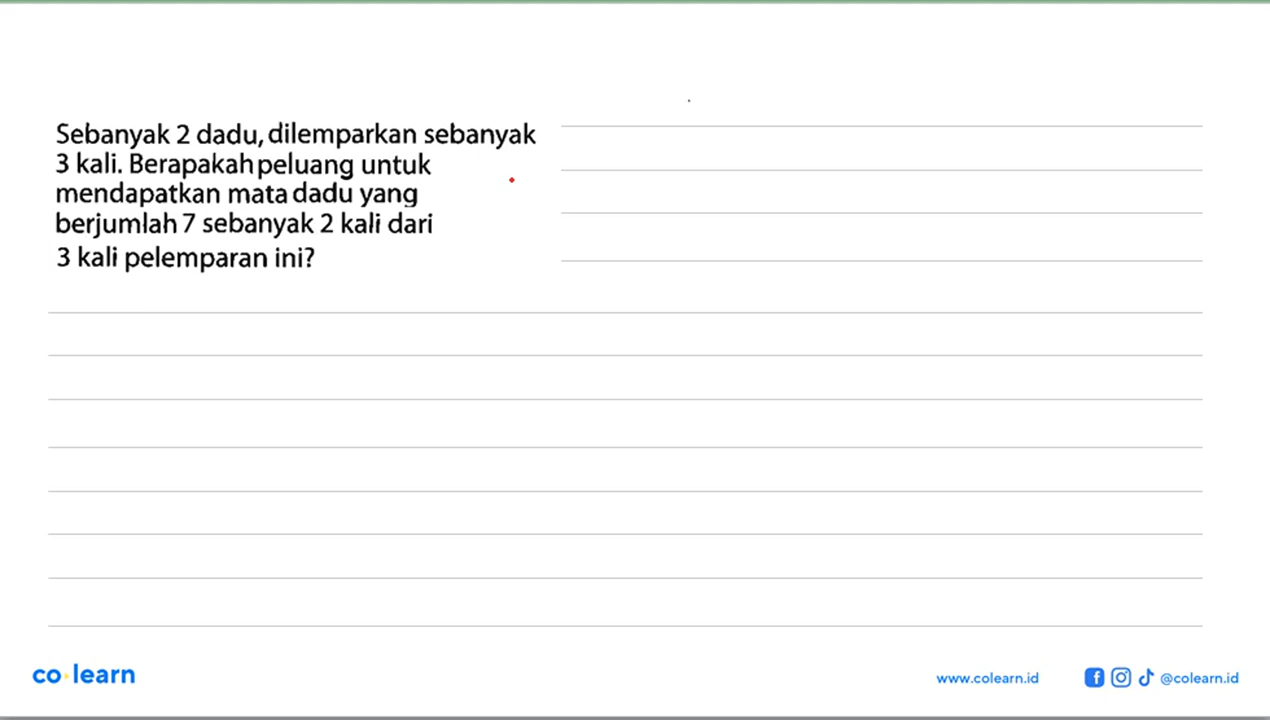 Sebanyak 2 dadu, dilemparkan sebanyak
3 kali. Berapakah peluang untuk
mendapatkan mata dadu yang
berjumlah 7 sebanyak 2 kali dari
3 kali pelemparan ini?
co learn
www.colearn.id
@colearn.id